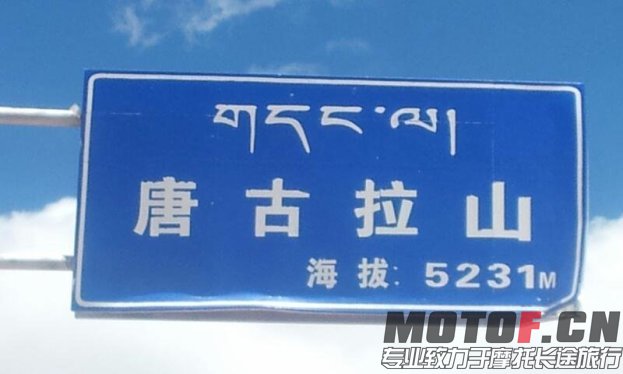 གདང་ལ།
唐古拉山
海拔: 5231M
MOTOF.CN
专业致力于摩托长途旅行